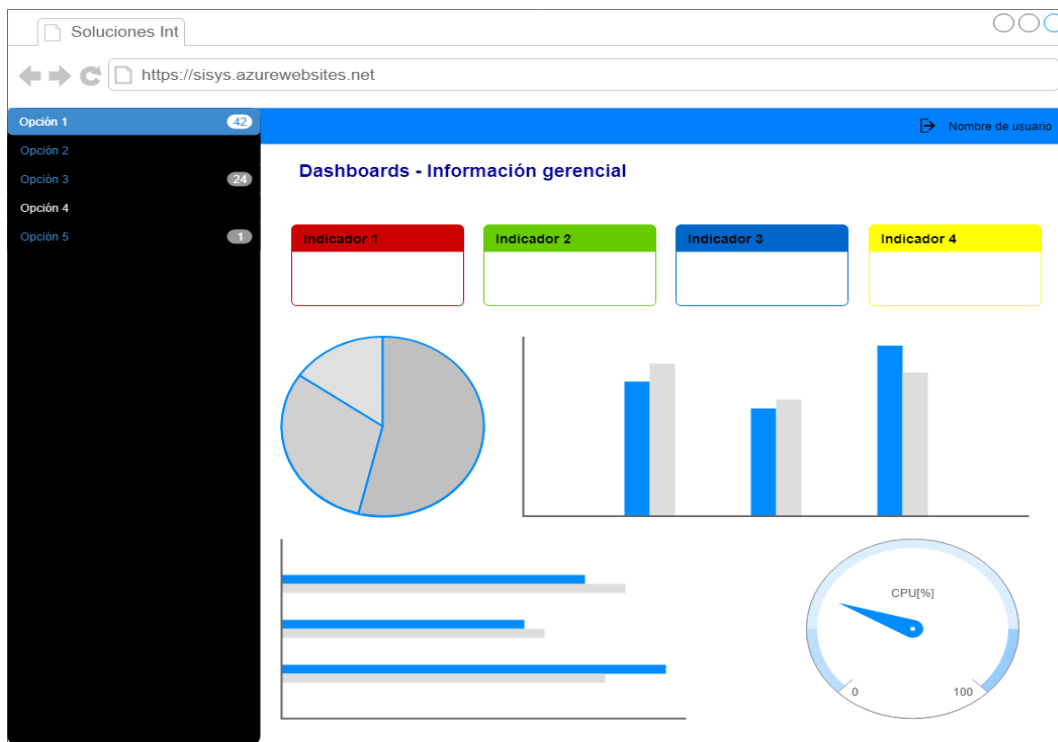 Soluciones Int
https://sisys.azurewebsites.net
Opción 1 42
Opción 2
Opción 3 24
Opción 4
Opción 5 1
Nombre de usuario
Dashboards - Información gerencial
Indicador 1
Indicador 2
Indicador 3
Indicador 4
CPU[%]
0 100